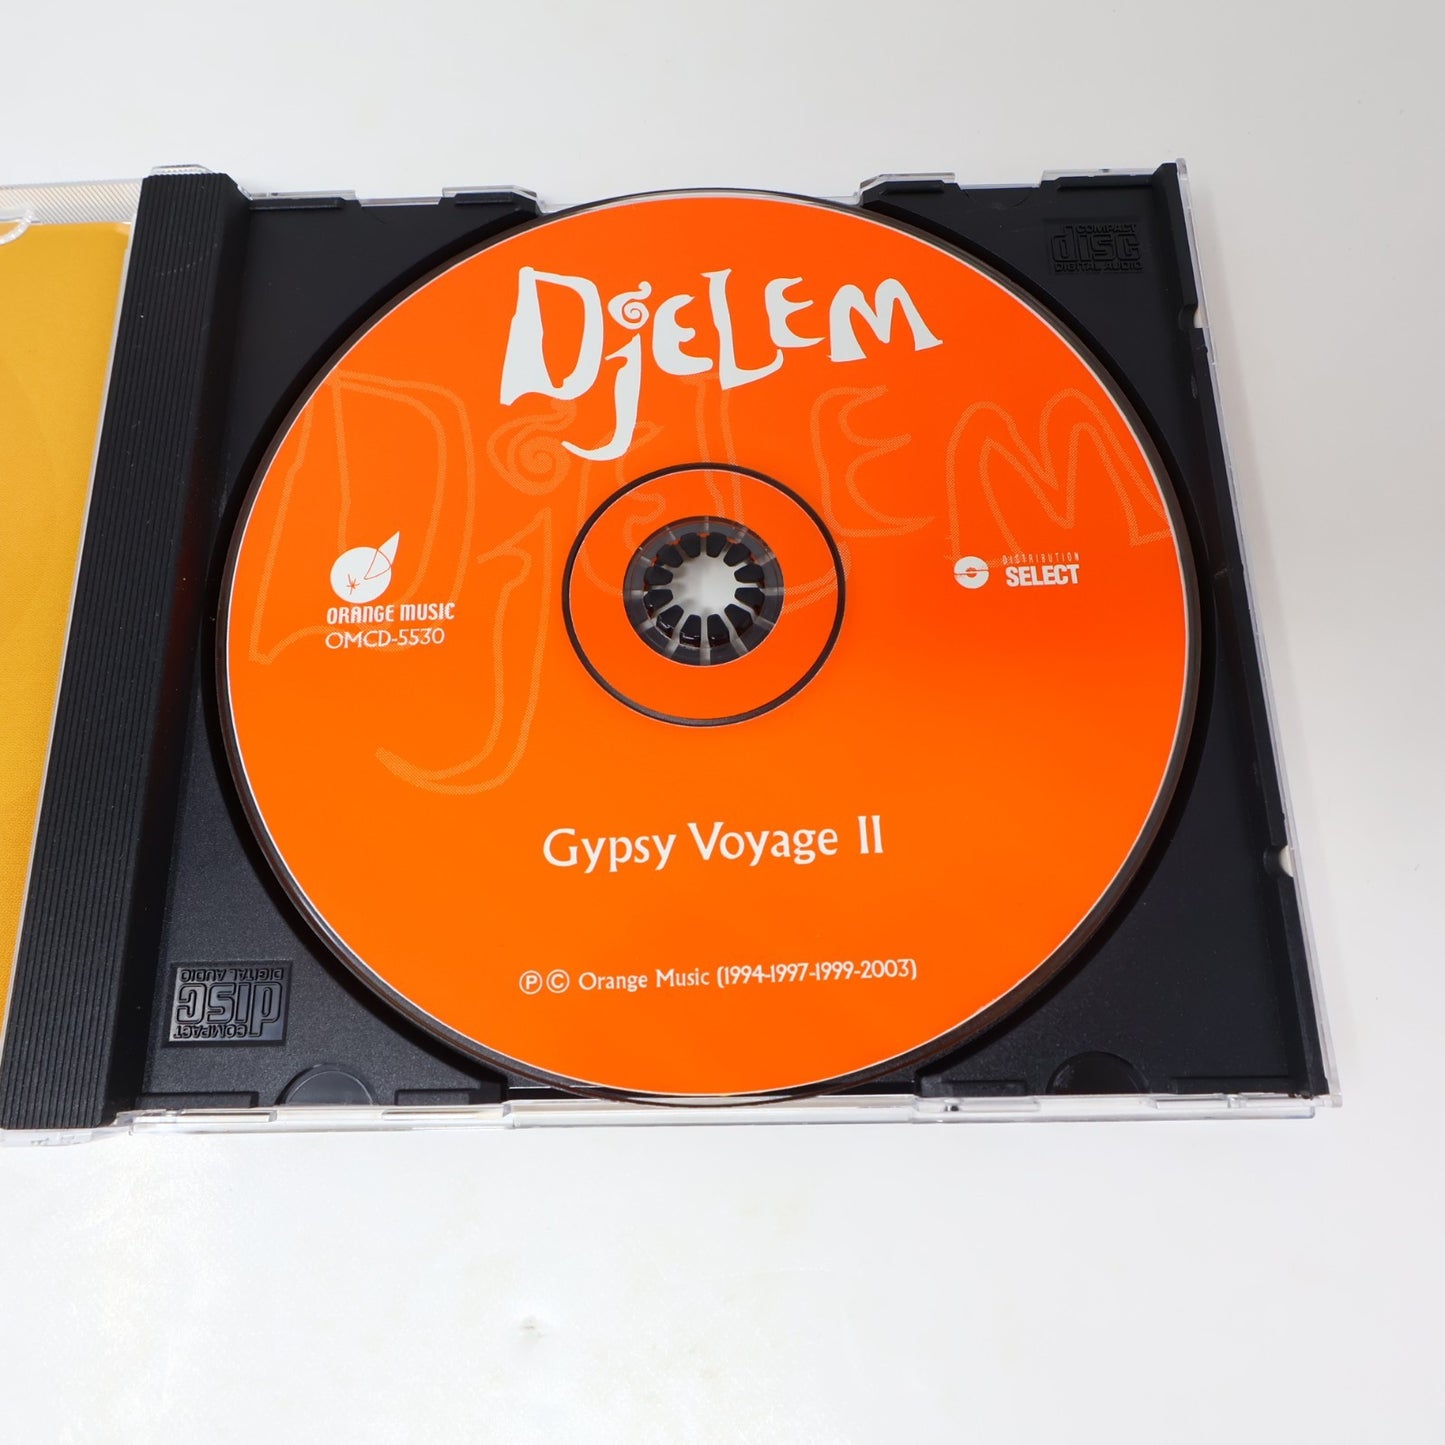 COMPACT
disc
DIGITAL AUDIO
DjELEM
DjELEM
DISTRIBUTION
SELECT
ORANGE MUSIC
OMCD-5530
Gypsy Voyage II
Ⓟ © Orange Music (1994-1997-1999-2003)
COMPACT
disc
DIGITAL AUDIO